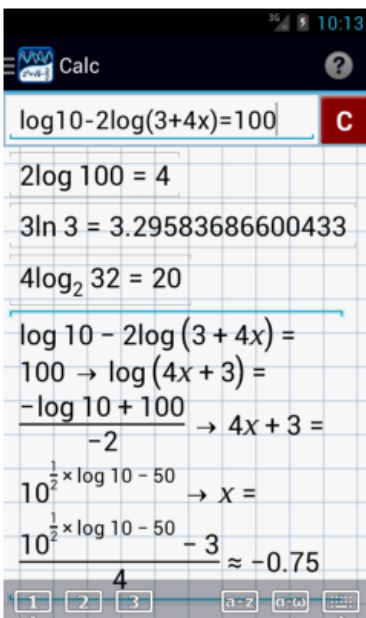 3G 10:13
Calc ?
log10-2log(3+4x)=100 C
2log 100 = 4
3ln 3 = 3.29583686600433
4log₂ 32 = 20
log 10 − 2log (3 + 4x) =
100 → log (4x + 3) =
−log 10 + 100
−2
→ 4x + 3 =
10^(1/2 × log 10 − 50) → x =
10^(1/2 × log 10 − 50) − 3
4
≈ −0.75
1 2 3 a-z α-ω